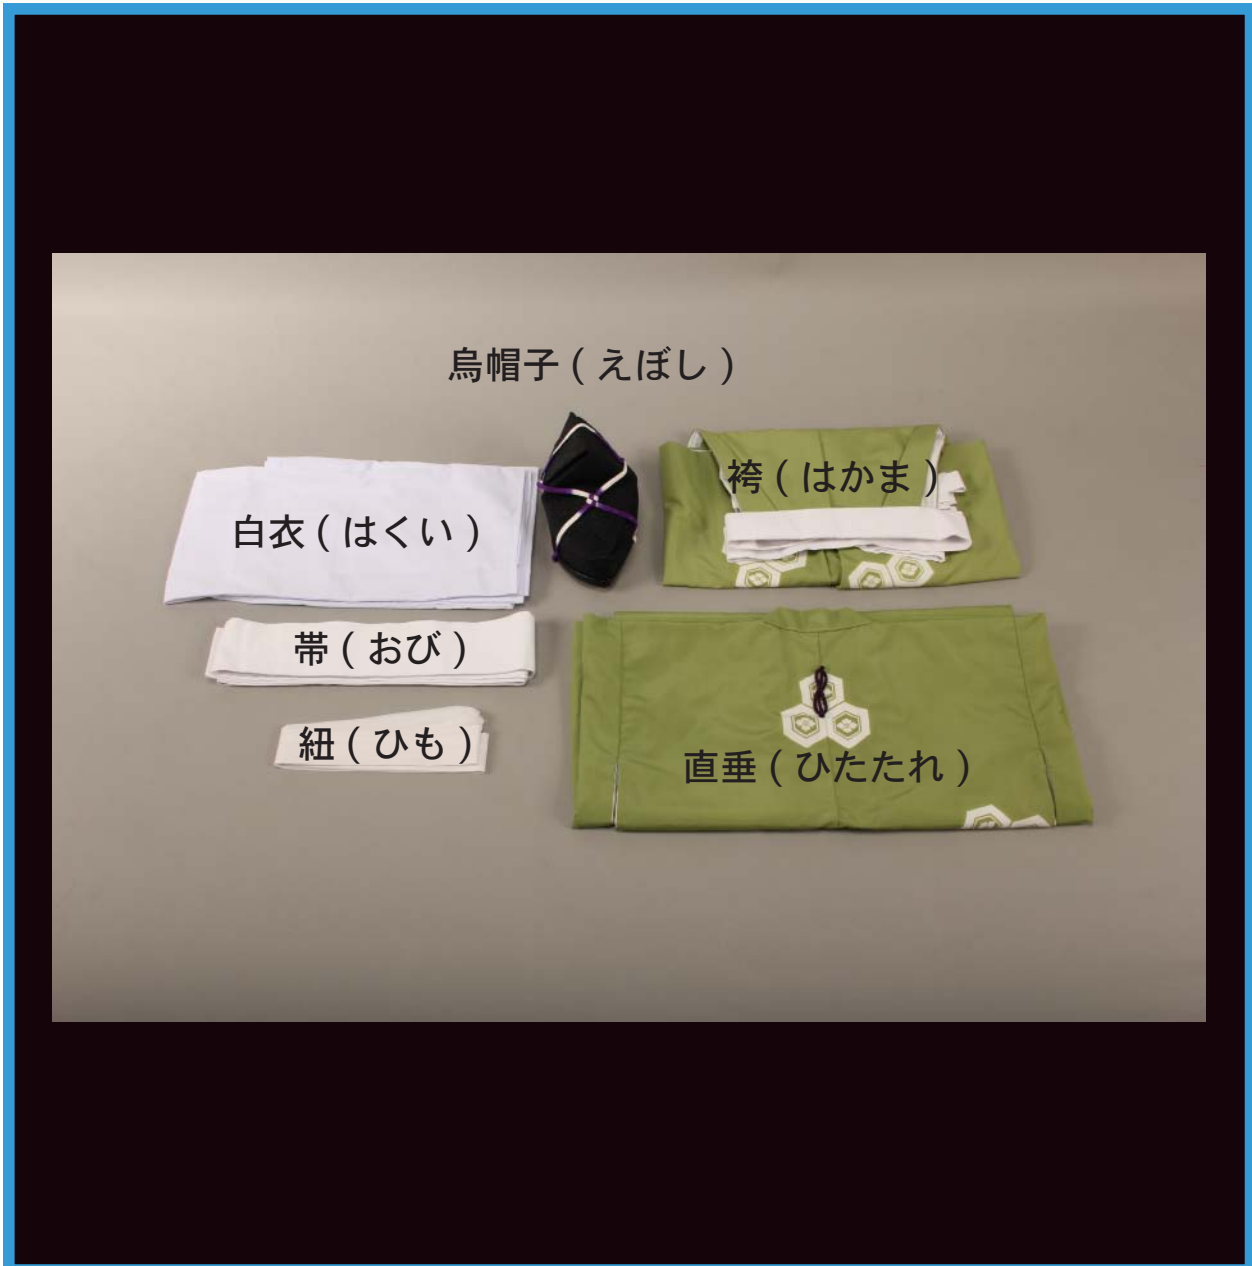 烏帽子 ( えぼし )
袴 ( はかま )
白衣 ( はくい )
帯 ( おび )
紐 ( ひも )
直垂 ( ひたたれ )